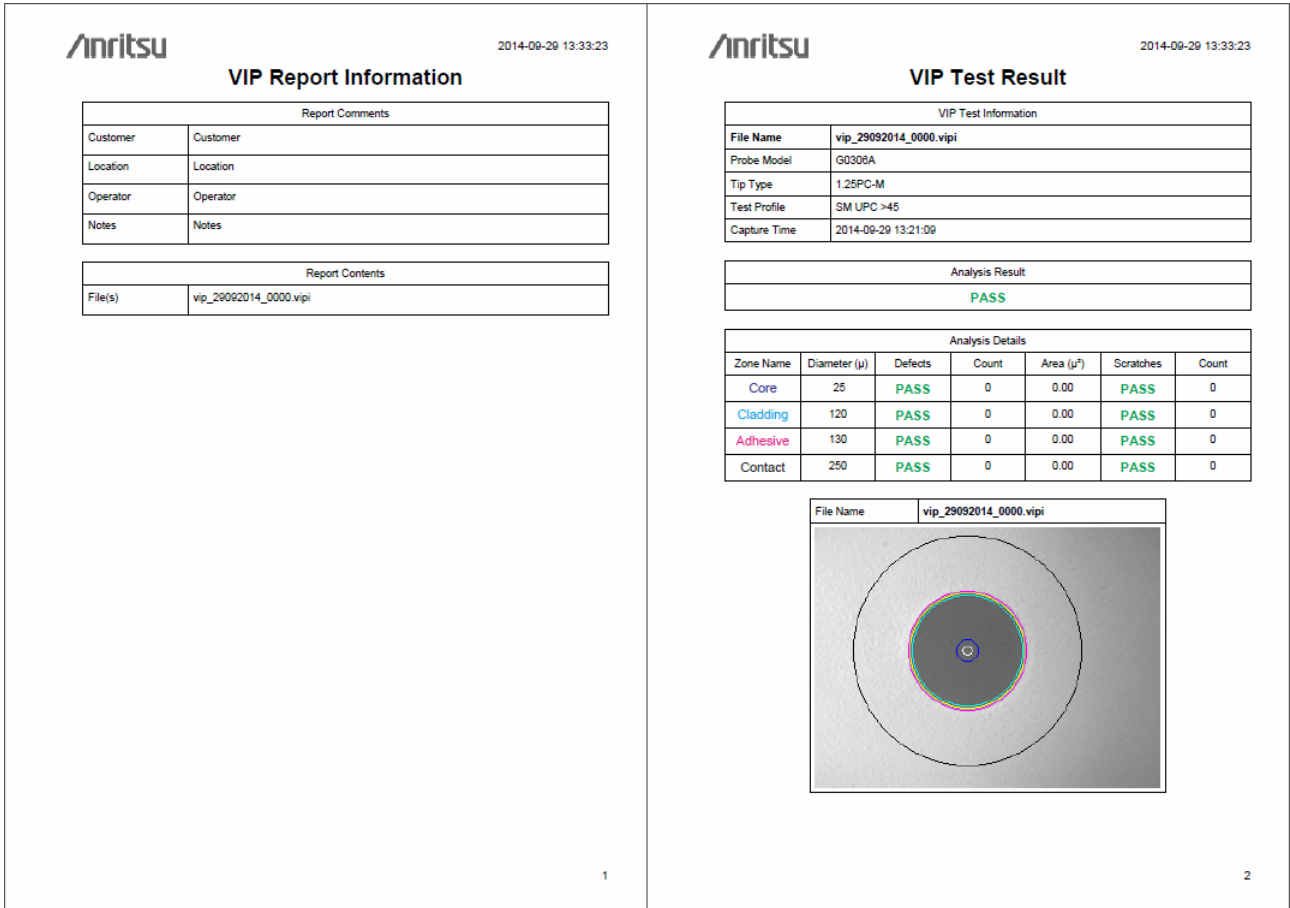 Anritsu
2014-09-29 13:33:23
VIP Report Information
Report Comments
Customer Customer
Location Location
Operator Operator
Notes Notes
Report Contents
File(s) vip_29092014_0000.vipi
1
Anritsu
2014-09-29 13:33:23
VIP Test Result
VIP Test Information
File Name vip_29092014_0000.vipi
Probe Model G0306A
Tip Type 1.25PC-M
Test Profile SM UPC >45
Capture Time 2014-09-29 13:21:09
Analysis Result
PASS
Analysis Details
Zone Name Diameter (µ) Defects Count Area (µ²) Scratches Count
Core 25 PASS 0 0.00 PASS 0
Cladding 120 PASS 0 0.00 PASS 0
Adhesive 130 PASS 0 0.00 PASS 0
Contact 250 PASS 0 0.00 PASS 0
File Name vip_29092014_0000.vipi
2